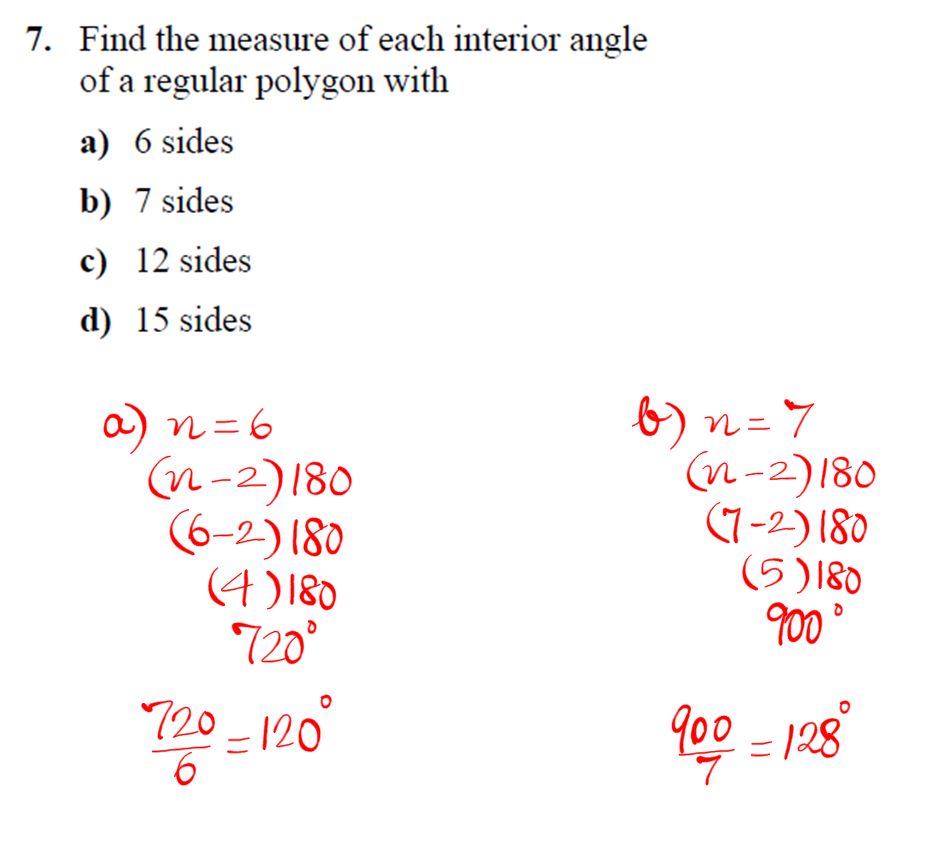 7. Find the measure of each interior angle
of a regular polygon with
a) 6 sides
b) 7 sides
c) 12 sides
d) 15 sides
a) n = 6
(n-2)180
(6-2)180
(4)180
720°
720/6 = 120°
b) n = 7
(n-2)180
(7-2)180
(5)180
900°
900/7 = 128°